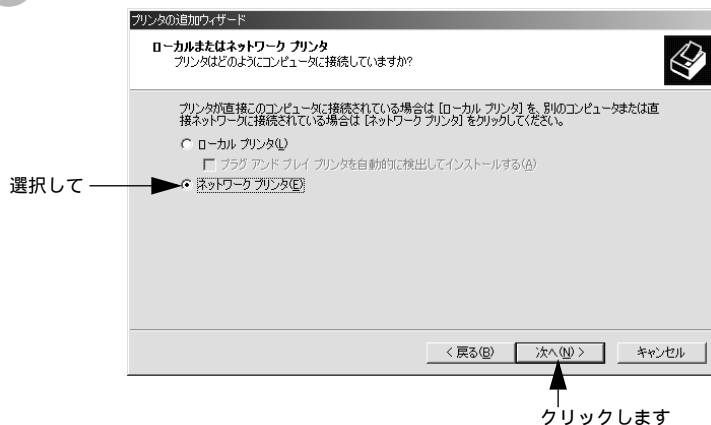 プリンタの追加ウィザード
ローカルまたはネットワーク プリンタ
プリンタはどのようにコンピュータに接続していますか?
プリンタが直接このコンピュータに接続されている場合は [ローカル プリンタ] を、別のコンピュータまたは直
接ネットワークに接続されている場合は [ネットワーク プリンタ] をクリックしてください。
ローカル プリンタ(L)
プラグ アンド プレイ プリンタを自動的に検出してインストールする(A)
選択して
ネットワーク プリンタ(E)
< 戻る(B)
次へ(N) >
キャンセル
クリックします